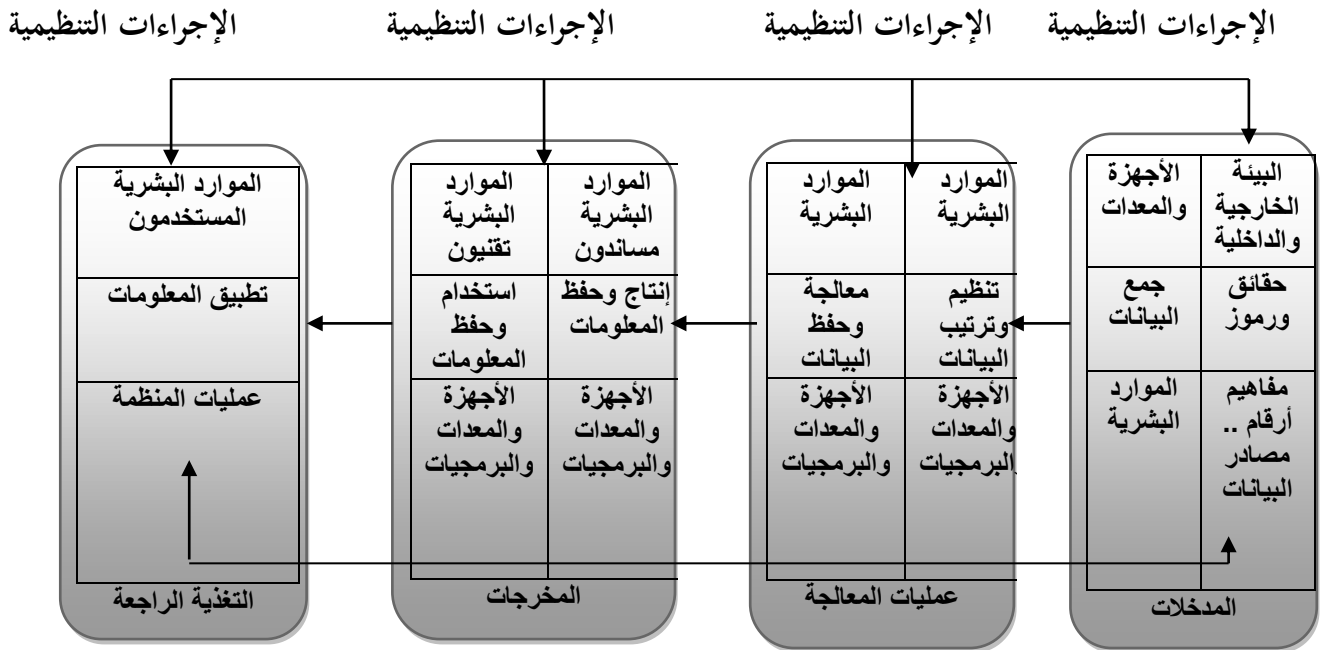 الإجراءات التنظيمية
الإجراءات التنظيمية
الإجراءات التنظيمية
الإجراءات التنظيمية
البيئة
الخارجية
والداخلية
الأجهزة
والمعدات
حقائق
ورموز
جمع
البيانات
مفاهيم
أرقام ..
مصادر
البيانات
الموارد
البشرية
المدخلات
الموارد
البشرية
الموارد
البشرية
تنظيم
وترتيب
البيانات
معالجة
وحفظ
البيانات
الأجهزة
والمعدات
والبرمجيات
الأجهزة
والمعدات
والبرمجيات
عمليات المعالجة
الموارد
البشرية
مساندون
الموارد
البشرية
تقنيون
إنتاج وحفظ
المعلومات
استخدام
وحفظ
المعلومات
الأجهزة
والمعدات
والبرمجيات
الأجهزة
والمعدات
والبرمجيات
المخرجات
الموارد البشرية
المستخدمون
تطبيق المعلومات
عمليات المنظمة
التغذية الراجعة